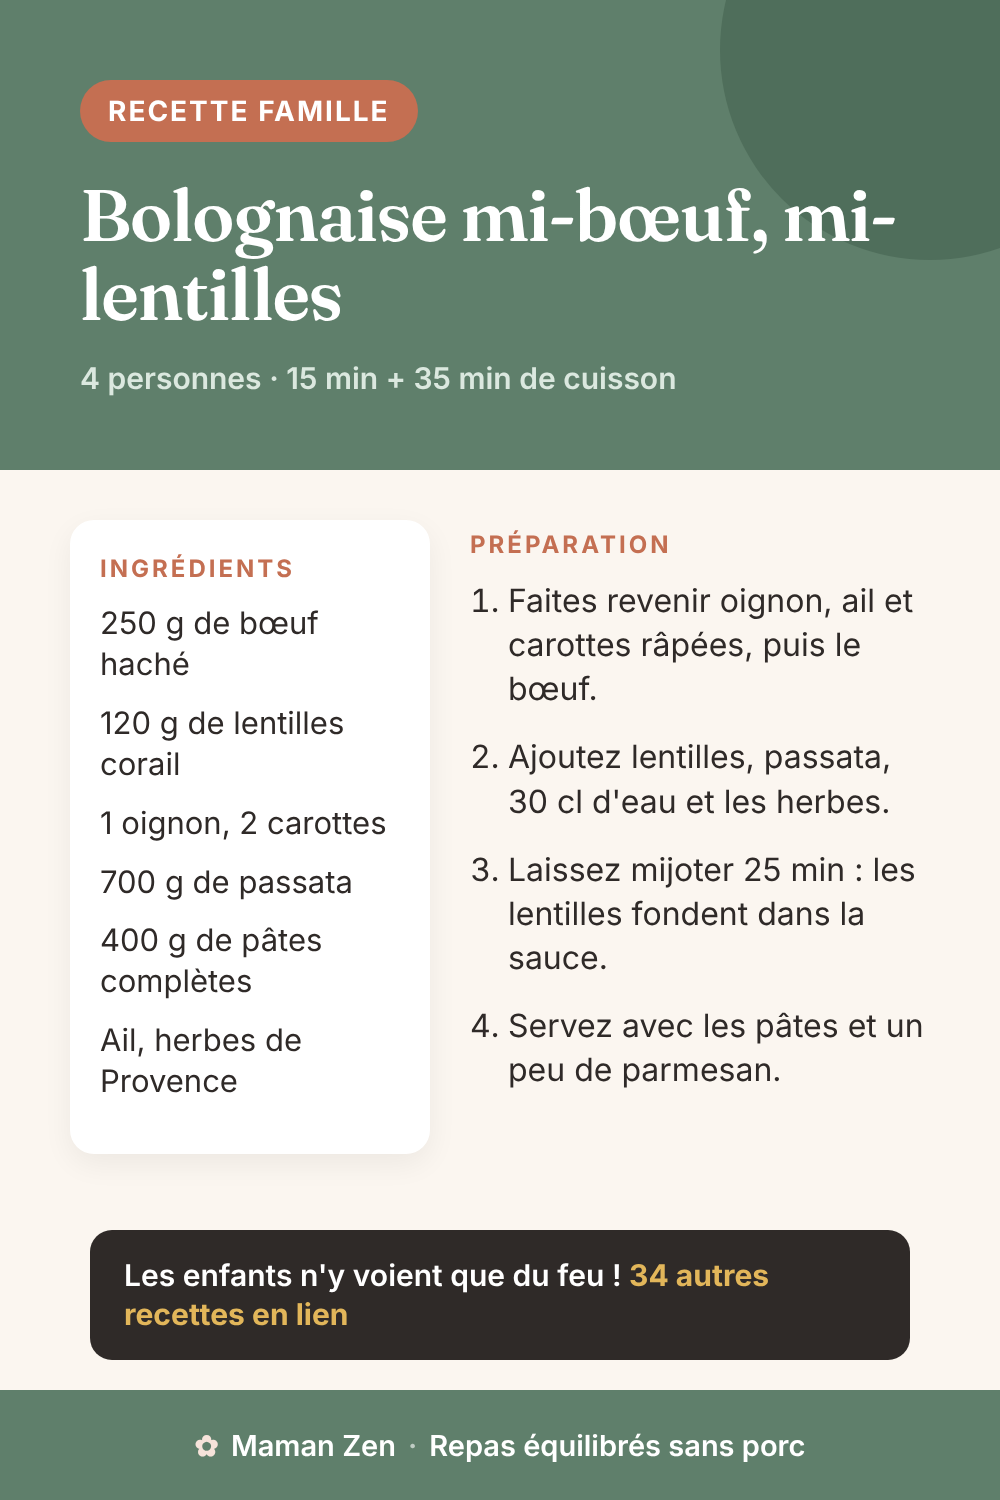 RECETTE FAMILLE
Bolognaise mi-bœuf, mi-
lentilles
4 personnes · 15 min + 35 min de cuisson
INGRÉDIENTS
250 g de bœuf
haché
120 g de lentilles
corail
1 oignon, 2 carottes
700 g de passata
400 g de pâtes
complètes
Ail, herbes de
Provence
PRÉPARATION
1. Faites revenir oignon, ail et
carottes râpées, puis le
bœuf.
2. Ajoutez lentilles, passata,
30 cl d'eau et les herbes.
3. Laissez mijoter 25 min : les
lentilles fondent dans la
sauce.
4. Servez avec les pâtes et un
peu de parmesan.
Les enfants n'y voient que du feu ! 34 autres
recettes en lien
✿ Maman Zen · Repas équilibrés sans porc